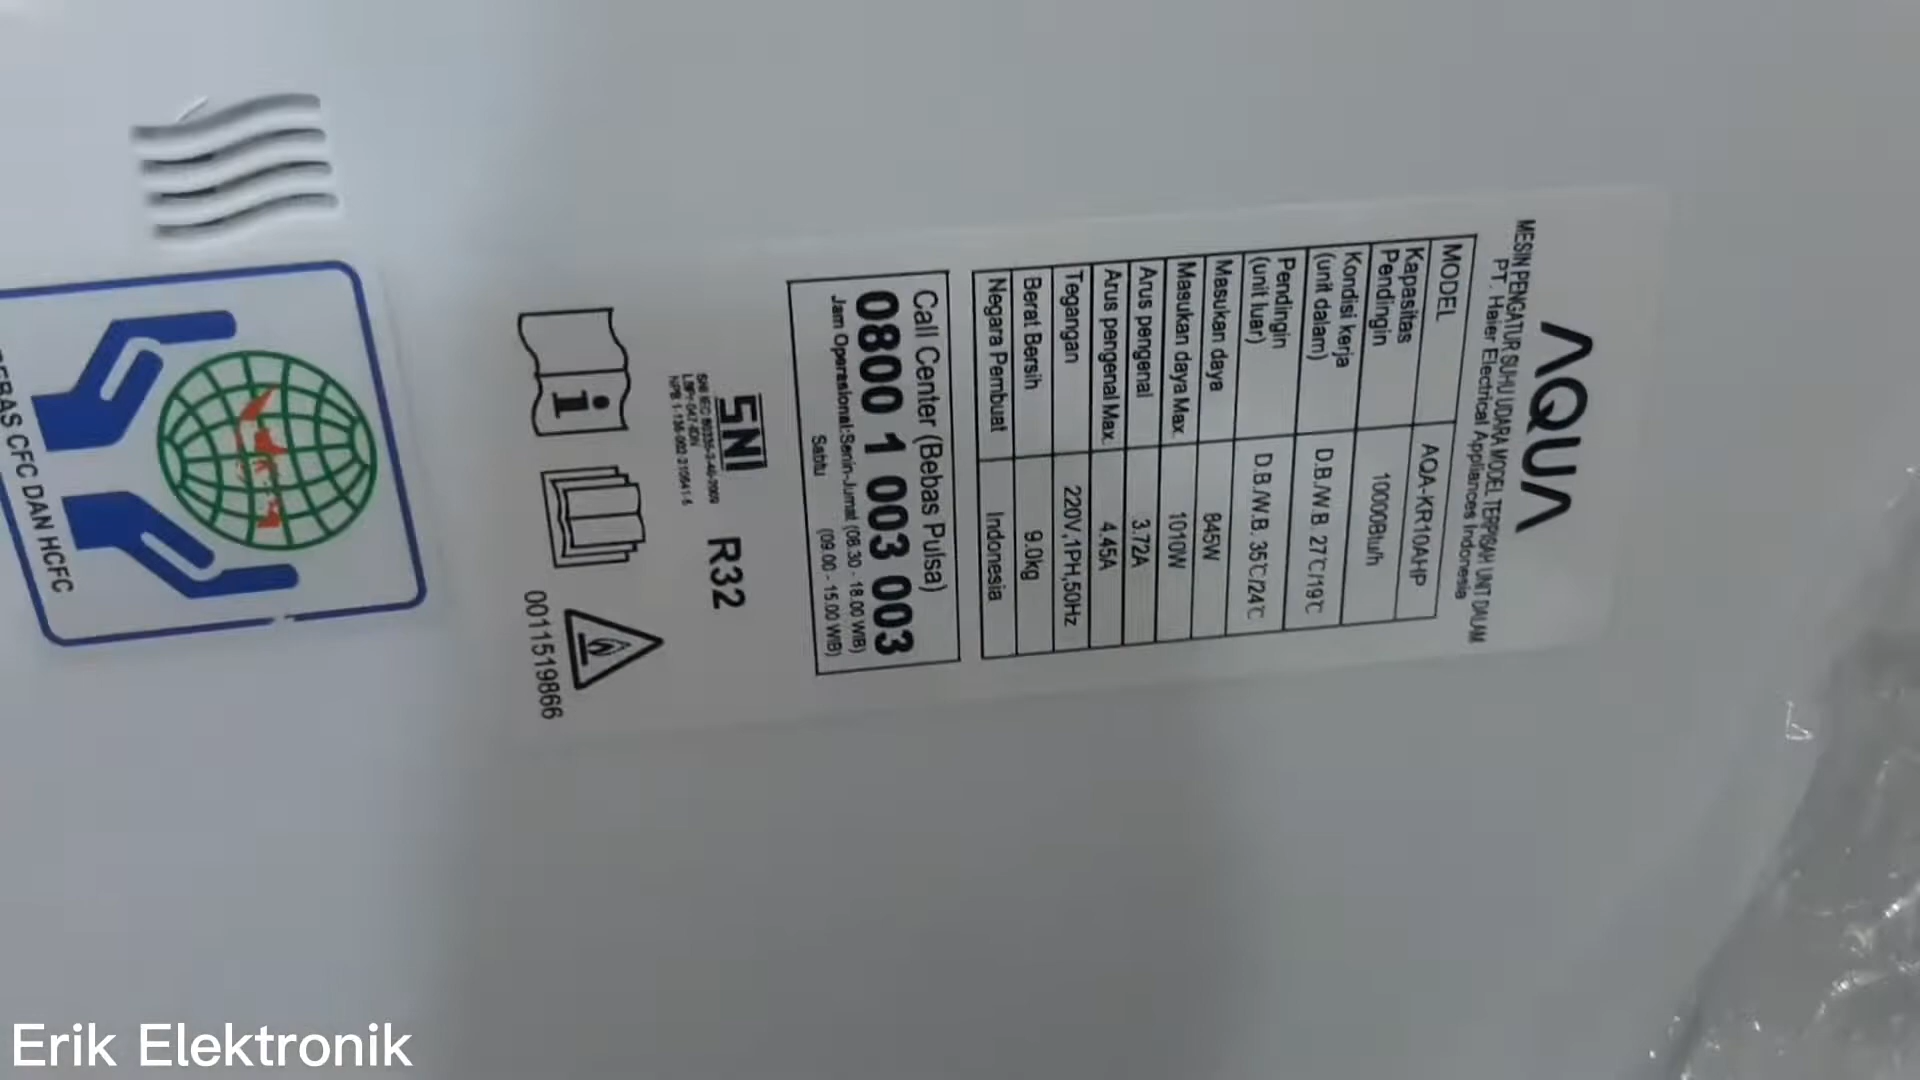 AQUA
MESIN PENGATUR SUHU UDARA MODEL TERPISAH UNIT DALAM
PT. Haier Electrical Appliances Indonesia
MODEL AQA-KR10AHP
Kapasitas Pendingin 10000Btu/h
Kondisi kerja (unit dalam) D.B./W.B. 27℃/19℃
Pendingin (unit luar) D.B./W.B. 35℃/24℃
Masukan daya 845W
Masukan daya Max. 1010W
Arus pengenal 3.72A
Arus pengenal Max. 4.45A
Tegangan 220V,1PH,50Hz
Berat Bersih 9.0kg
Negara Pembuat Indonesia
Call Center (Bebas Pulsa)
0800 1 003 003
Jam Operasional:Senin-Jumat (08.30 - 18.00 WIB)
Sabtu (09.00 - 15.00 WIB)
SNI
R32
0011519866
CFC DAN HCFC
Erik Elektronik